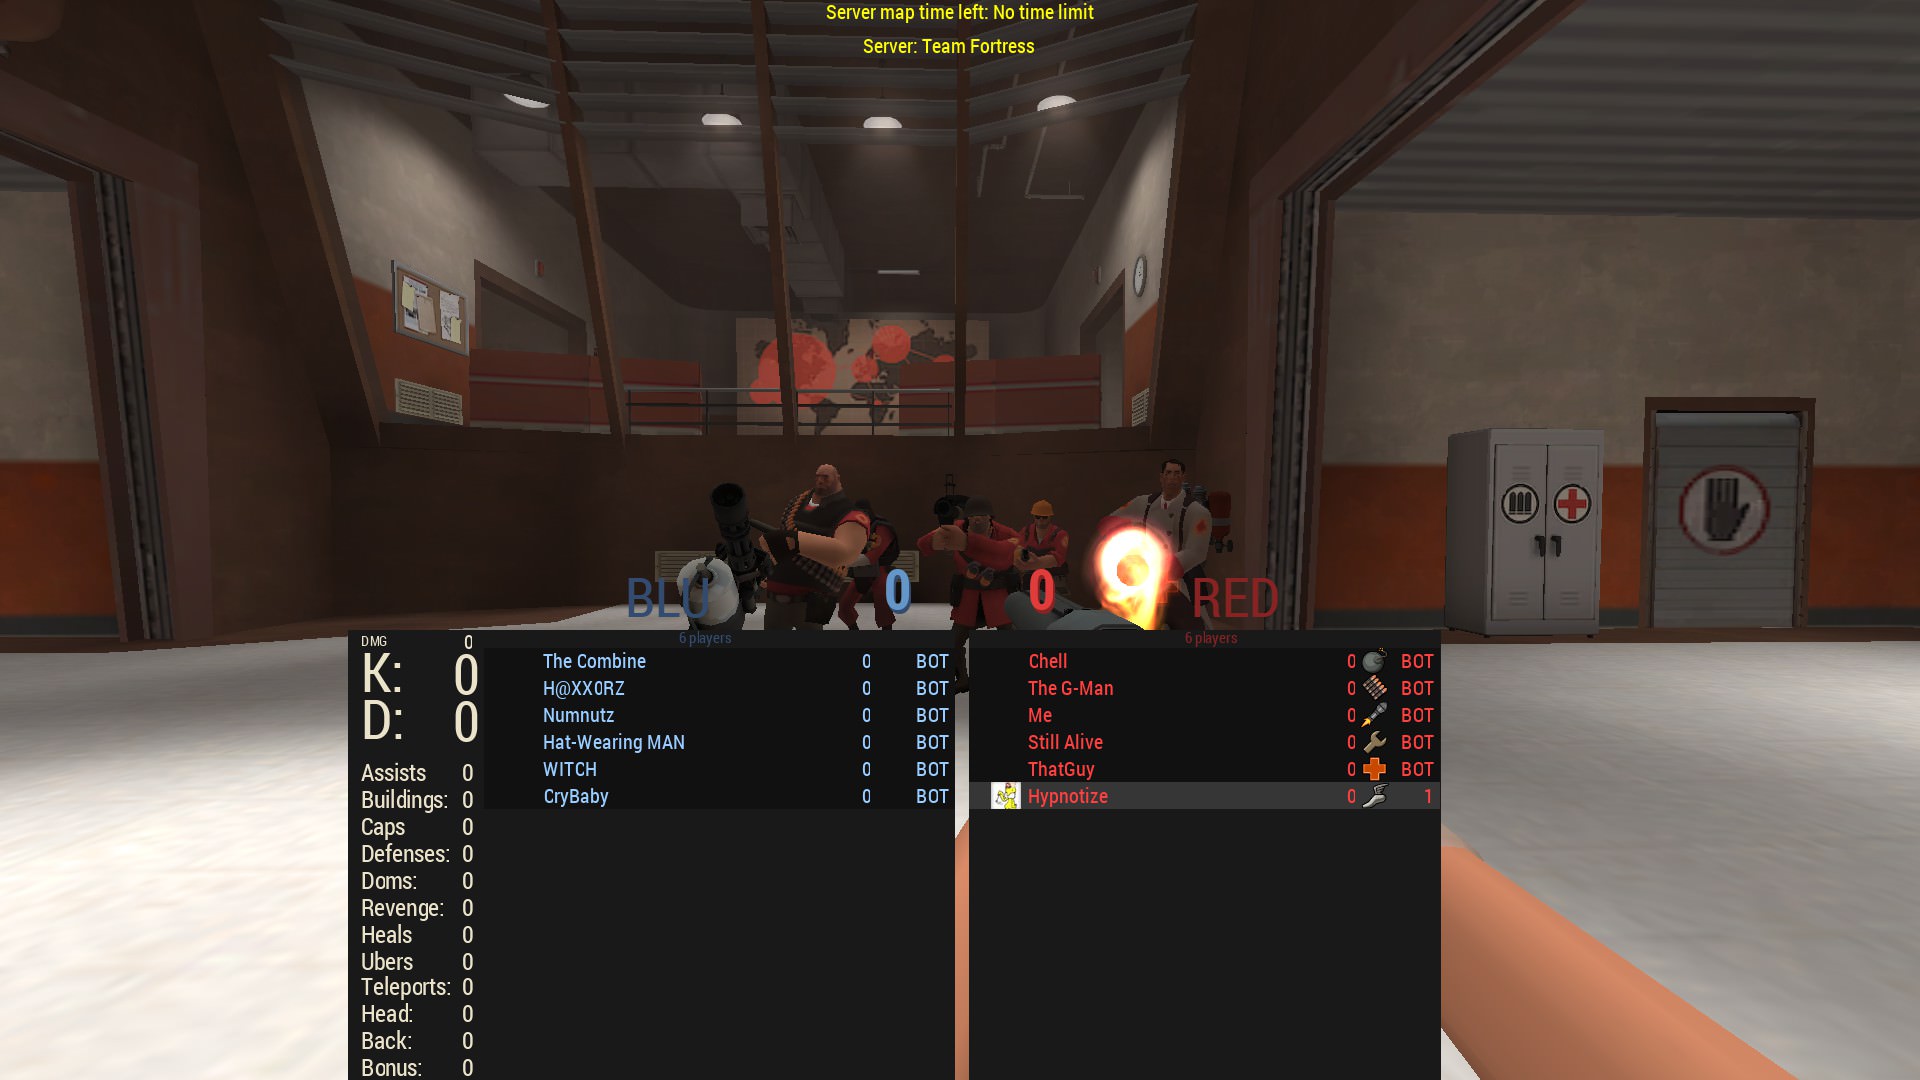 Server map time left: No time limit
Server: Team Fortress
BLU 0 0 RED
6 players 6 players
DMG 0
K: 0
D: 0
Assists 0
Buildings: 0
Caps 0
Defenses: 0
Doms: 0
Revenge: 0
Heals 0
Ubers 0
Teleports: 0
Head: 0
Back: 0
Bonus: 0
The Combine 0 BOT
H@XX0RZ 0 BOT
Numnutz 0 BOT
Hat-Wearing MAN 0 BOT
WITCH 0 BOT
CryBaby 0 BOT
Chell 0 BOT
The G-Man 0 BOT
Me 0 BOT
Still Alive 0 BOT
ThatGuy 0 BOT
Hypnotize 0 1